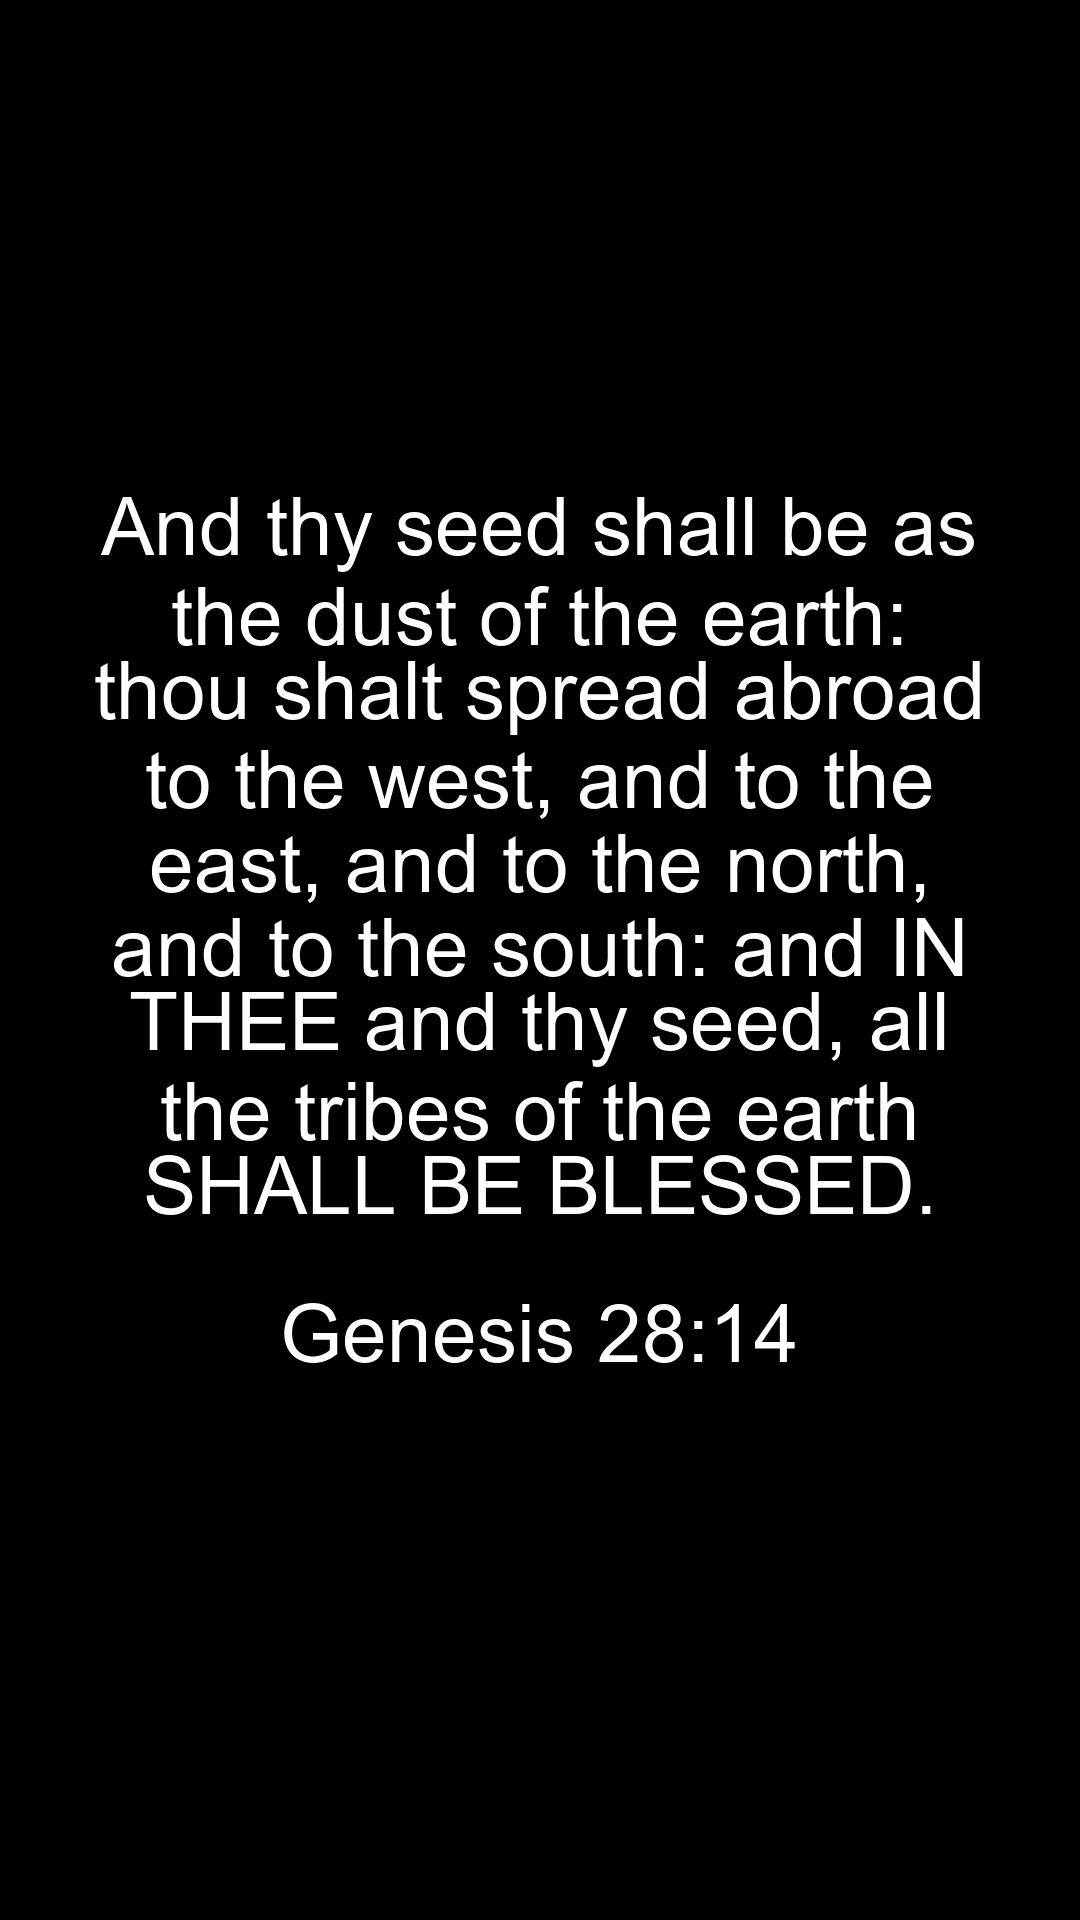 And thy seed shall be as
the dust of the earth:
thou shalt spread abroad
to the west, and to the
east, and to the north,
and to the south: and IN
THEE and thy seed, all
the tribes of the earth
SHALL BE BLESSED.
Genesis 28:14